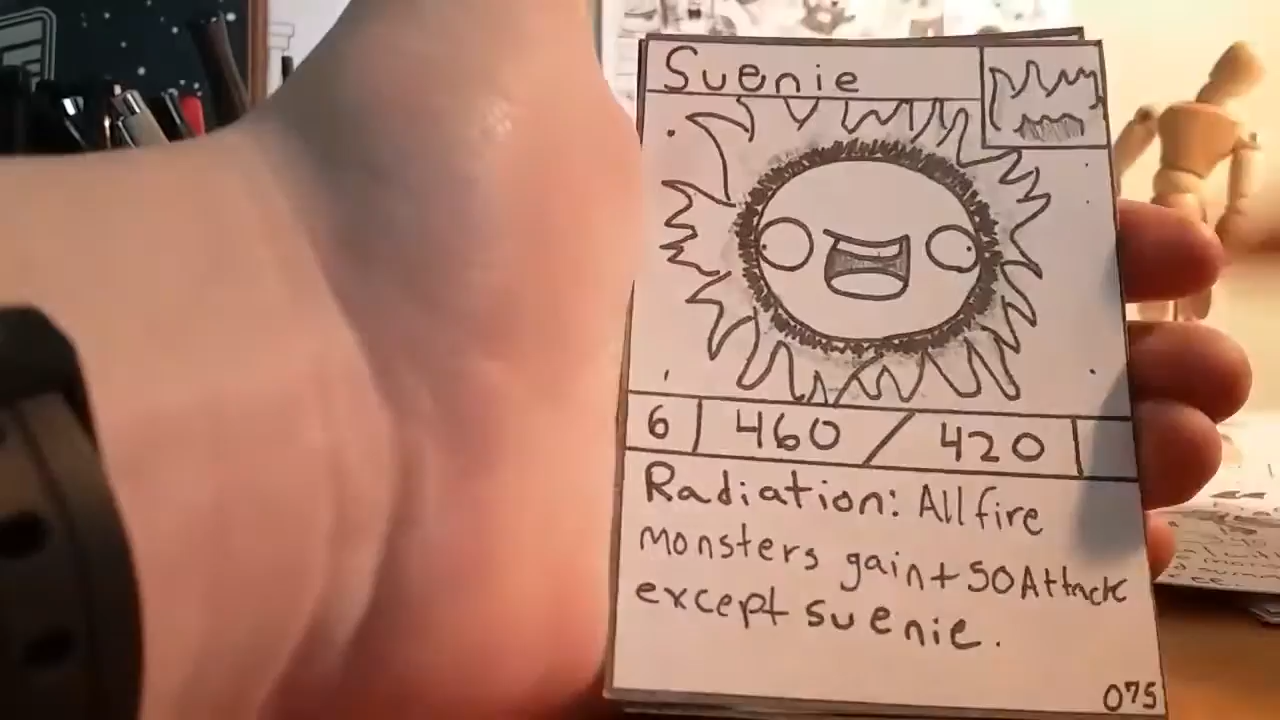 Suenie
6 | 460 / 420
Radiation: All fire
monsters gain + 50 Attack
except suenie.
075